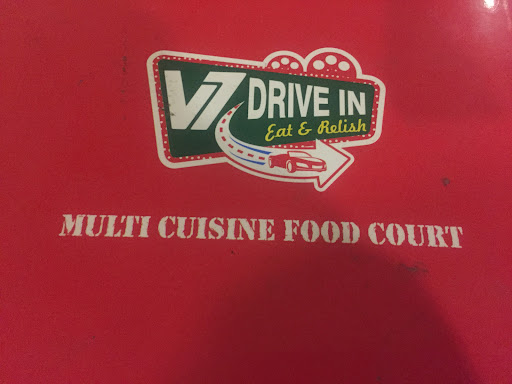 V7 DRIVE IN
Eat & Relish
MULTI CUISINE FOOD COURT